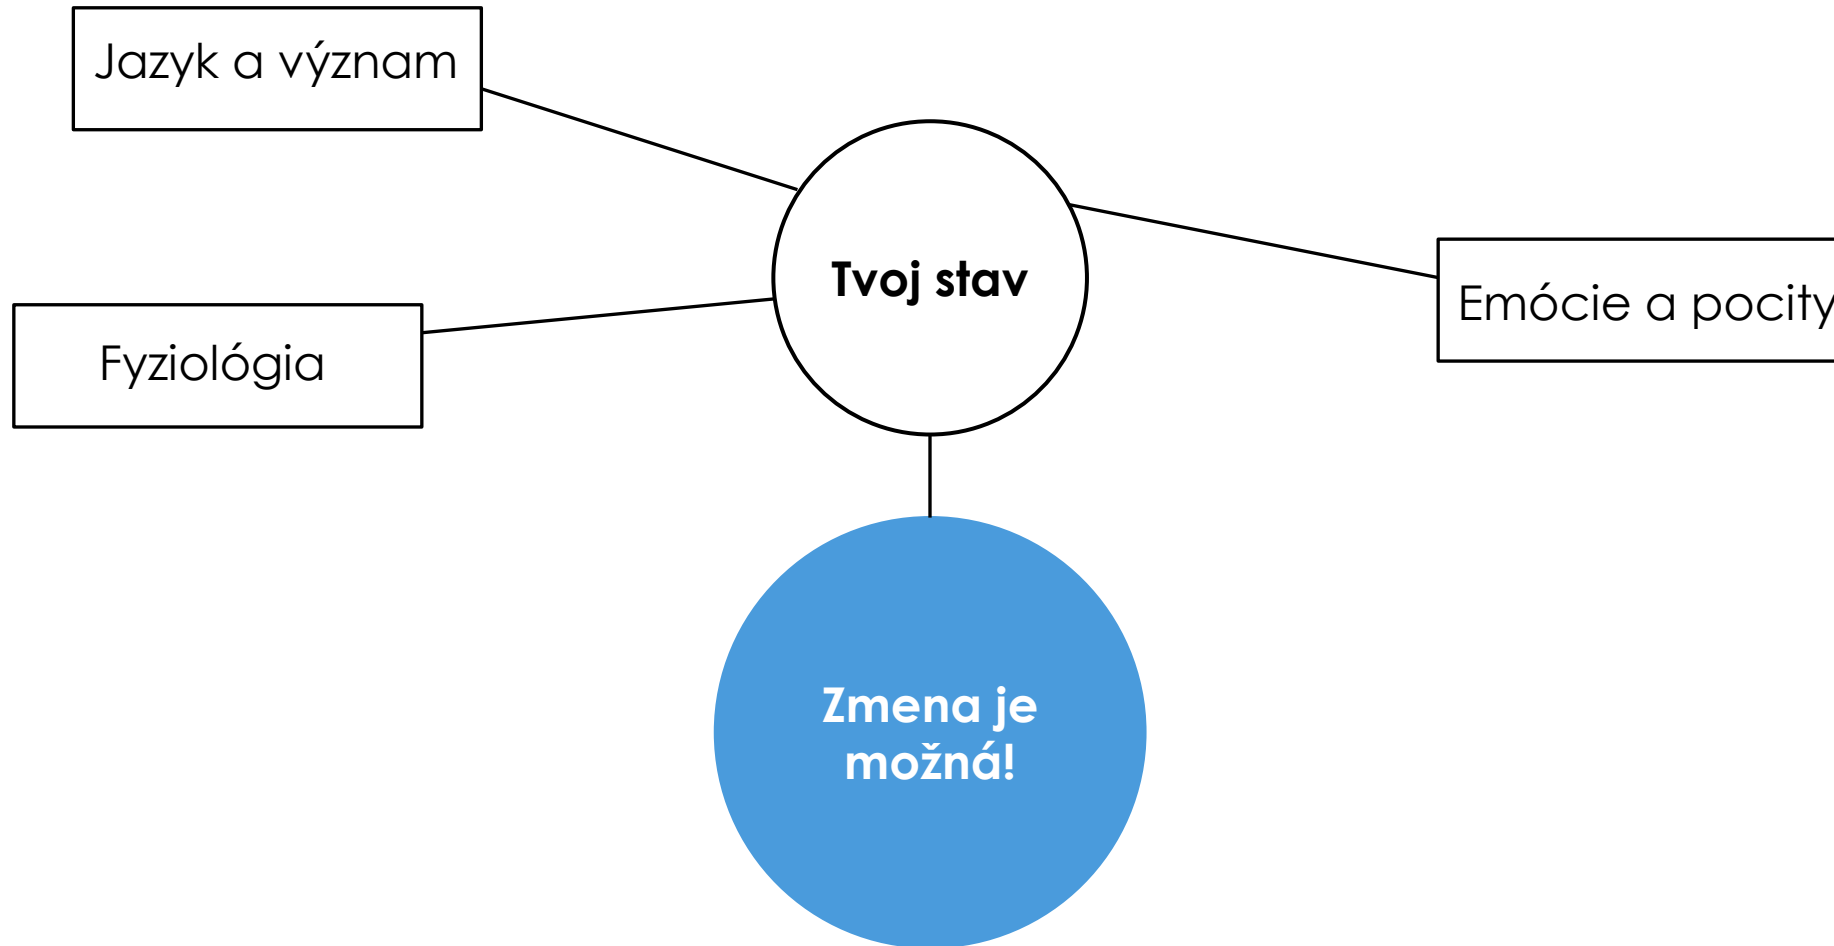 Jazyk a význam
Tvoj stav
Emócie a pocity
Fyziológia
Zmena je
možná!